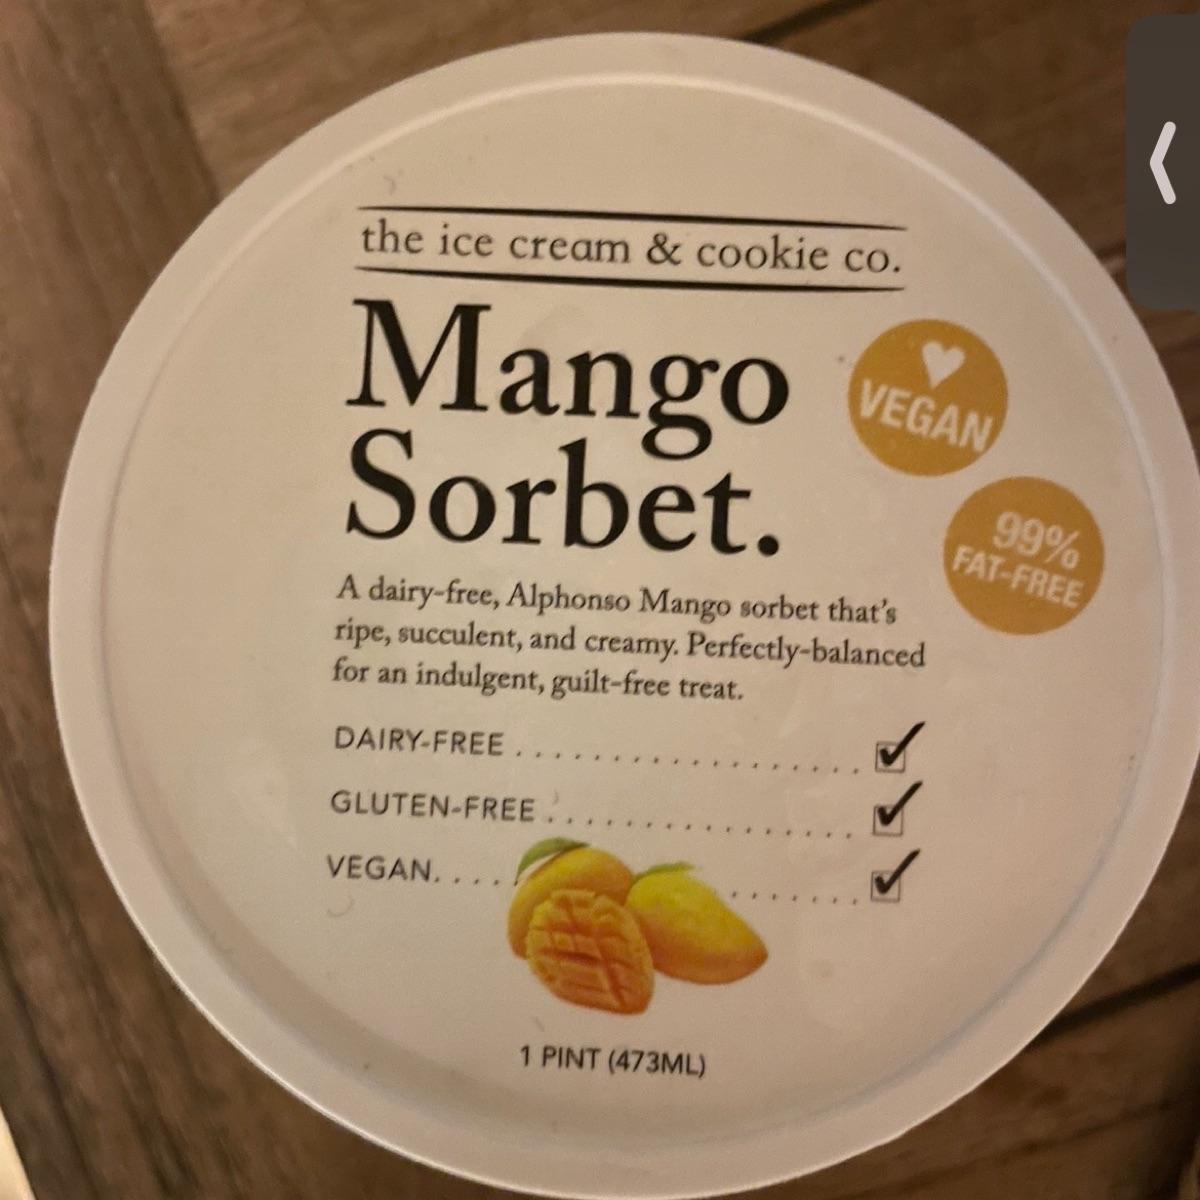 the ice cream & cookie co.
Mango
Sorbet.
VEGAN
99%
FAT-FREE
A dairy-free, Alphonso Mango sorbet that's
ripe, succulent, and creamy. Perfectly-balanced
for an indulgent, guilt-free treat.
DAIRY-FREE
GLUTEN-FREE
VEGAN
1 PINT (473ML)